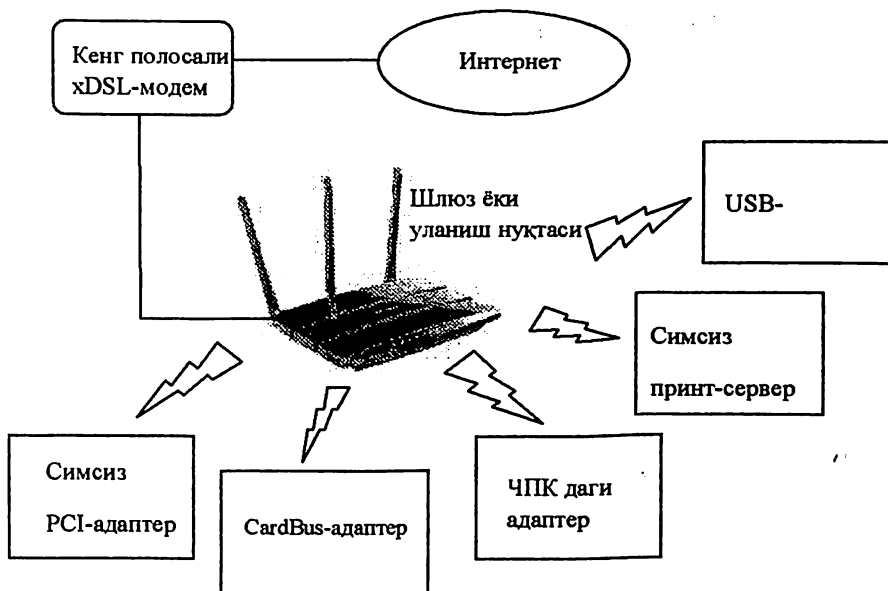 Кенг полосали
xDSL-модем
Интернет
Шлюз ёки
уланиш нуқтаси
USB-
Симсиз
принт-сервер
Симсиз
PCI-адаптер
CardBus-адаптер
ЧПК даги
адаптер